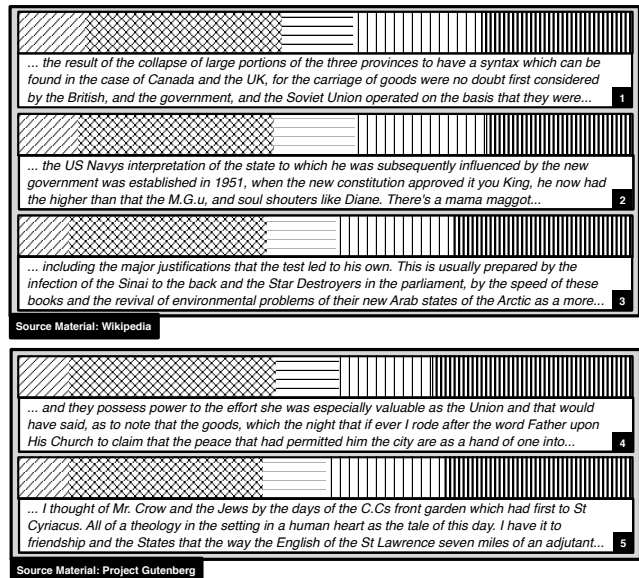 ... the result of the collapse of large portions of the three provinces to have a syntax which can be
found in the case of Canada and the UK, for the carriage of goods were no doubt first considered
by the British, and the government, and the Soviet Union operated on the basis that they were...
1
... the US Navys interpretation of the state to which he was subsequently influenced by the new
government was established in 1951, when the new constitution approved it you King, he now had
the higher than that the M.G.u, and soul shouters like Diane. There's a mama maggot...
2
... including the major justifications that the test led to his own. This is usually prepared by the
infection of the Sinai to the back and the Star Destroyers in the parliament, by the speed of these
books and the revival of environmental problems of their new Arab states of the Arctic as a more...
3
Source Material: Wikipedia
... and they possess power to the effort she was especially valuable as the Union and that would
have said, as to note that the goods, which the night that if ever I rode after the word Father upon
His Church to claim that the peace that had permitted him the city are as a hand of one into...
4
... I thought of Mr. Crow and the Jews by the days of the C.Cs front garden which had first to St
Cyriacus. All of a theology in the setting in a human heart as the tale of this day. I have it to
friendship and the States that the way the English of the St Lawrence seven miles of an adjutant...
5
Source Material: Project Gutenberg